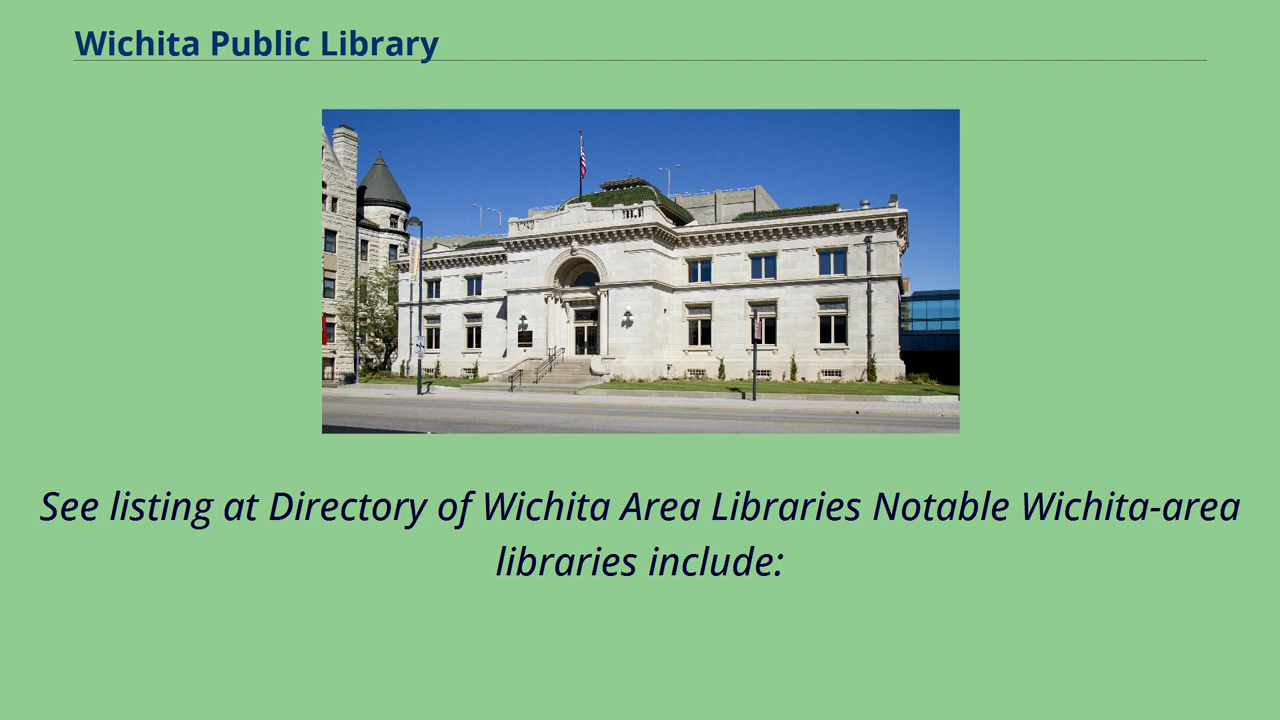 Wichita Public Library
See listing at Directory of Wichita Area Libraries Notable Wichita-area
libraries include: